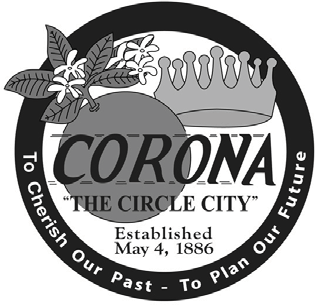 CORONA
"THE CIRCLE CITY"
Established
May 4, 1886
To Cherish Our Past - To Plan Our Future